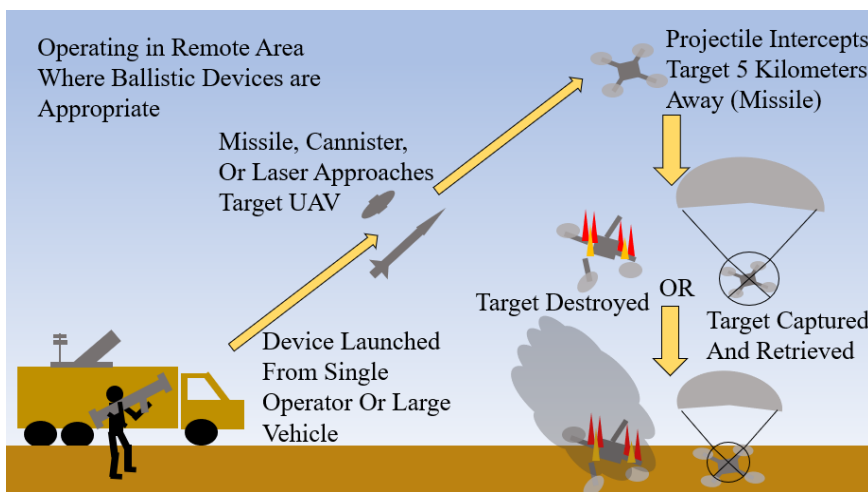 Operating in Remote Area
Where Ballistic Devices are
Appropriate
Projectile Intercepts
Target 5 Kilometers
Away (Missile)
Missile, Cannister,
Or Laser Approaches
Target UAV
Target Destroyed
OR
Target Captured
And Retrieved
Device Launched
From Single
Operator Or Large
Vehicle